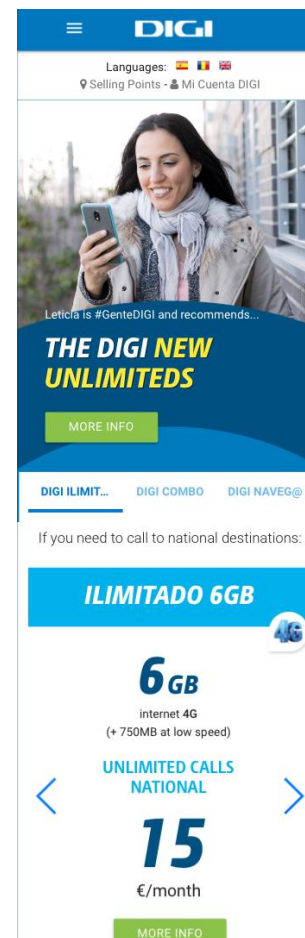 DIGI
Languages:
Selling Points - Mi Cuenta DIGI
Leticia is #GenteDIGI and recommends...
THE DIGI NEW
UNLIMITEDS
MORE INFO
DIGI ILIMIT... DIGI COMBO DIGI NAVEG@
If you need to call to national destinations:
ILIMITADO 6GB
4G
6 GB
internet 4G
(+ 750MB at low speed)
UNLIMITED CALLS
NATIONAL
15
€/month
MORE INFO